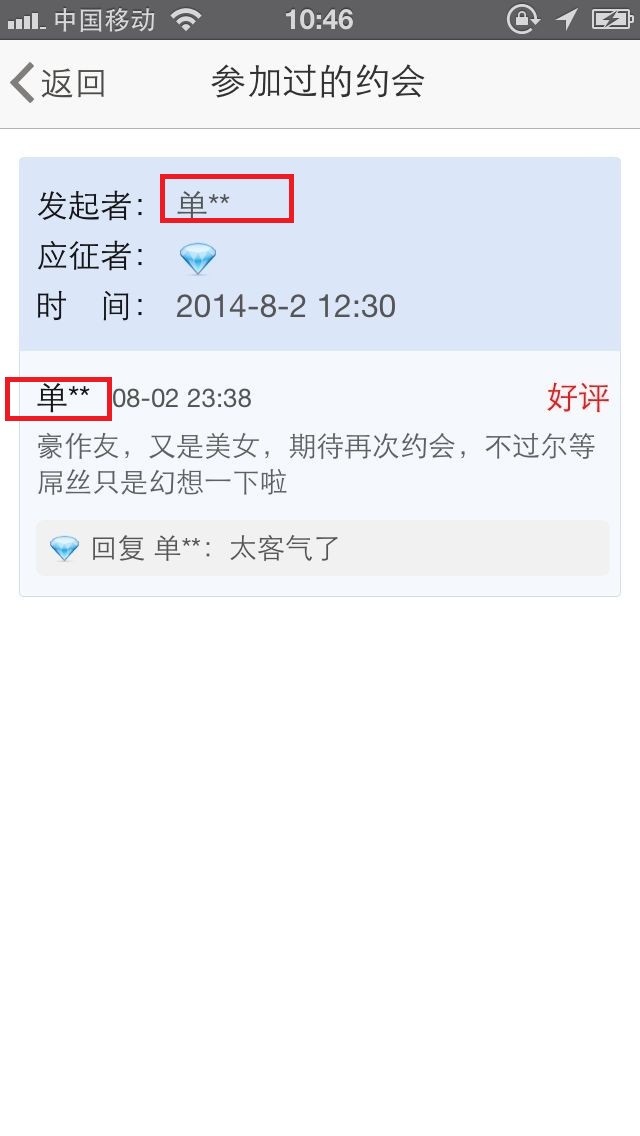 中国移动 10:46
返回 参加过的约会
发起者： 单**
应征者：
时 间： 2014-8-2 12:30
单** 08-02 23:38 好评
豪作友，又是美女，期待再次约会，不过尔等
屌丝只是幻想一下啦
回复 单**：太客气了